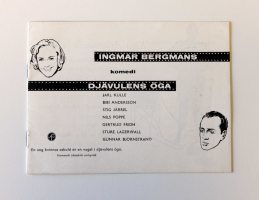 INGMAR BERGMANS
komedi
DJÄVULENS ÖGA
JARL KULLE
BIBI ANDERSSON
STIG JÄRREL
NILS POPPE
GERTRUD FRIDH
STURE LAGERWALL
GUNNAR BJÖRNSTRAND
En ung kvinnas kyskhet är en vagel i djävulens öga.